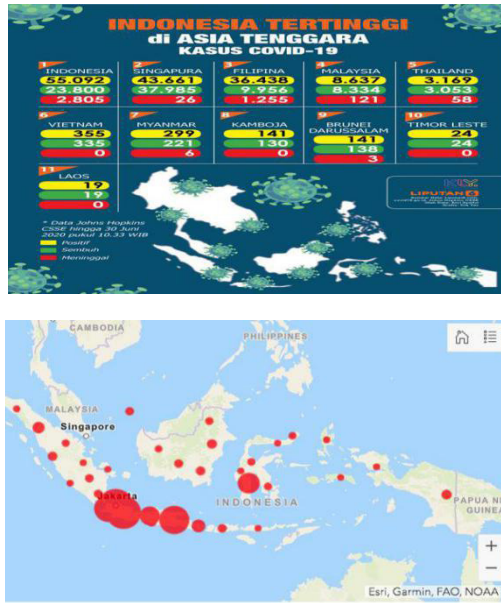 INDONESIA TERTINGGI
di ASIA TENGGARA
KASUS COVID-19
1
INDONESIA
55.092
23.800
2.805
2
SINGAPURA
43.661
37.985
26
3
FILIPINA
36.438
9.956
1.255
4
MALAYSIA
8.637
8.334
121
5
THAILAND
3.169
3.053
58
6
VIETNAM
355
335
0
7
MYANMAR
299
221
6
8
KAMBOJA
141
130
0
9
BRUNEI
DARUSSALAM
141
138
3
10
TIMOR LESTE
24
24
0
11
LAOS
19
19
0
* Data Johns Hopkins
CSSE hingga 30 Juni
2020 pukul 10.33 WIB
Positif
Sembuh
Meninggal
LIPUTAN 6
CAMBODIA
PHILIPPINES
MALAYSIA
Singapore
Jakarta
INDONESIA
PAPUA N
GUINEA
+
−
Esri, Garmin, FAO, NOAA